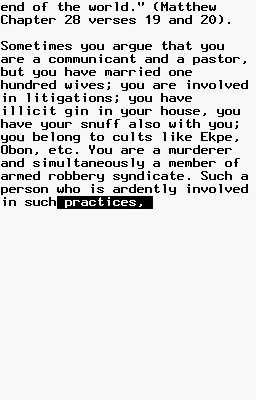 end of the world." (Matthew
Chapter 28 verses 19 and 20).

Sometimes you argue that you
are a communicant and a pastor,
but you have married one
hundred wives; you are involved
in litigations; you have
illicit gin in your house, you
have your snuff also with you;
you belong to cults like Ekpe,
Obon, etc. You are a murderer
and simultaneously a member of
armed robbery syndicate. Such a
person who is ardently involved
in such practices,